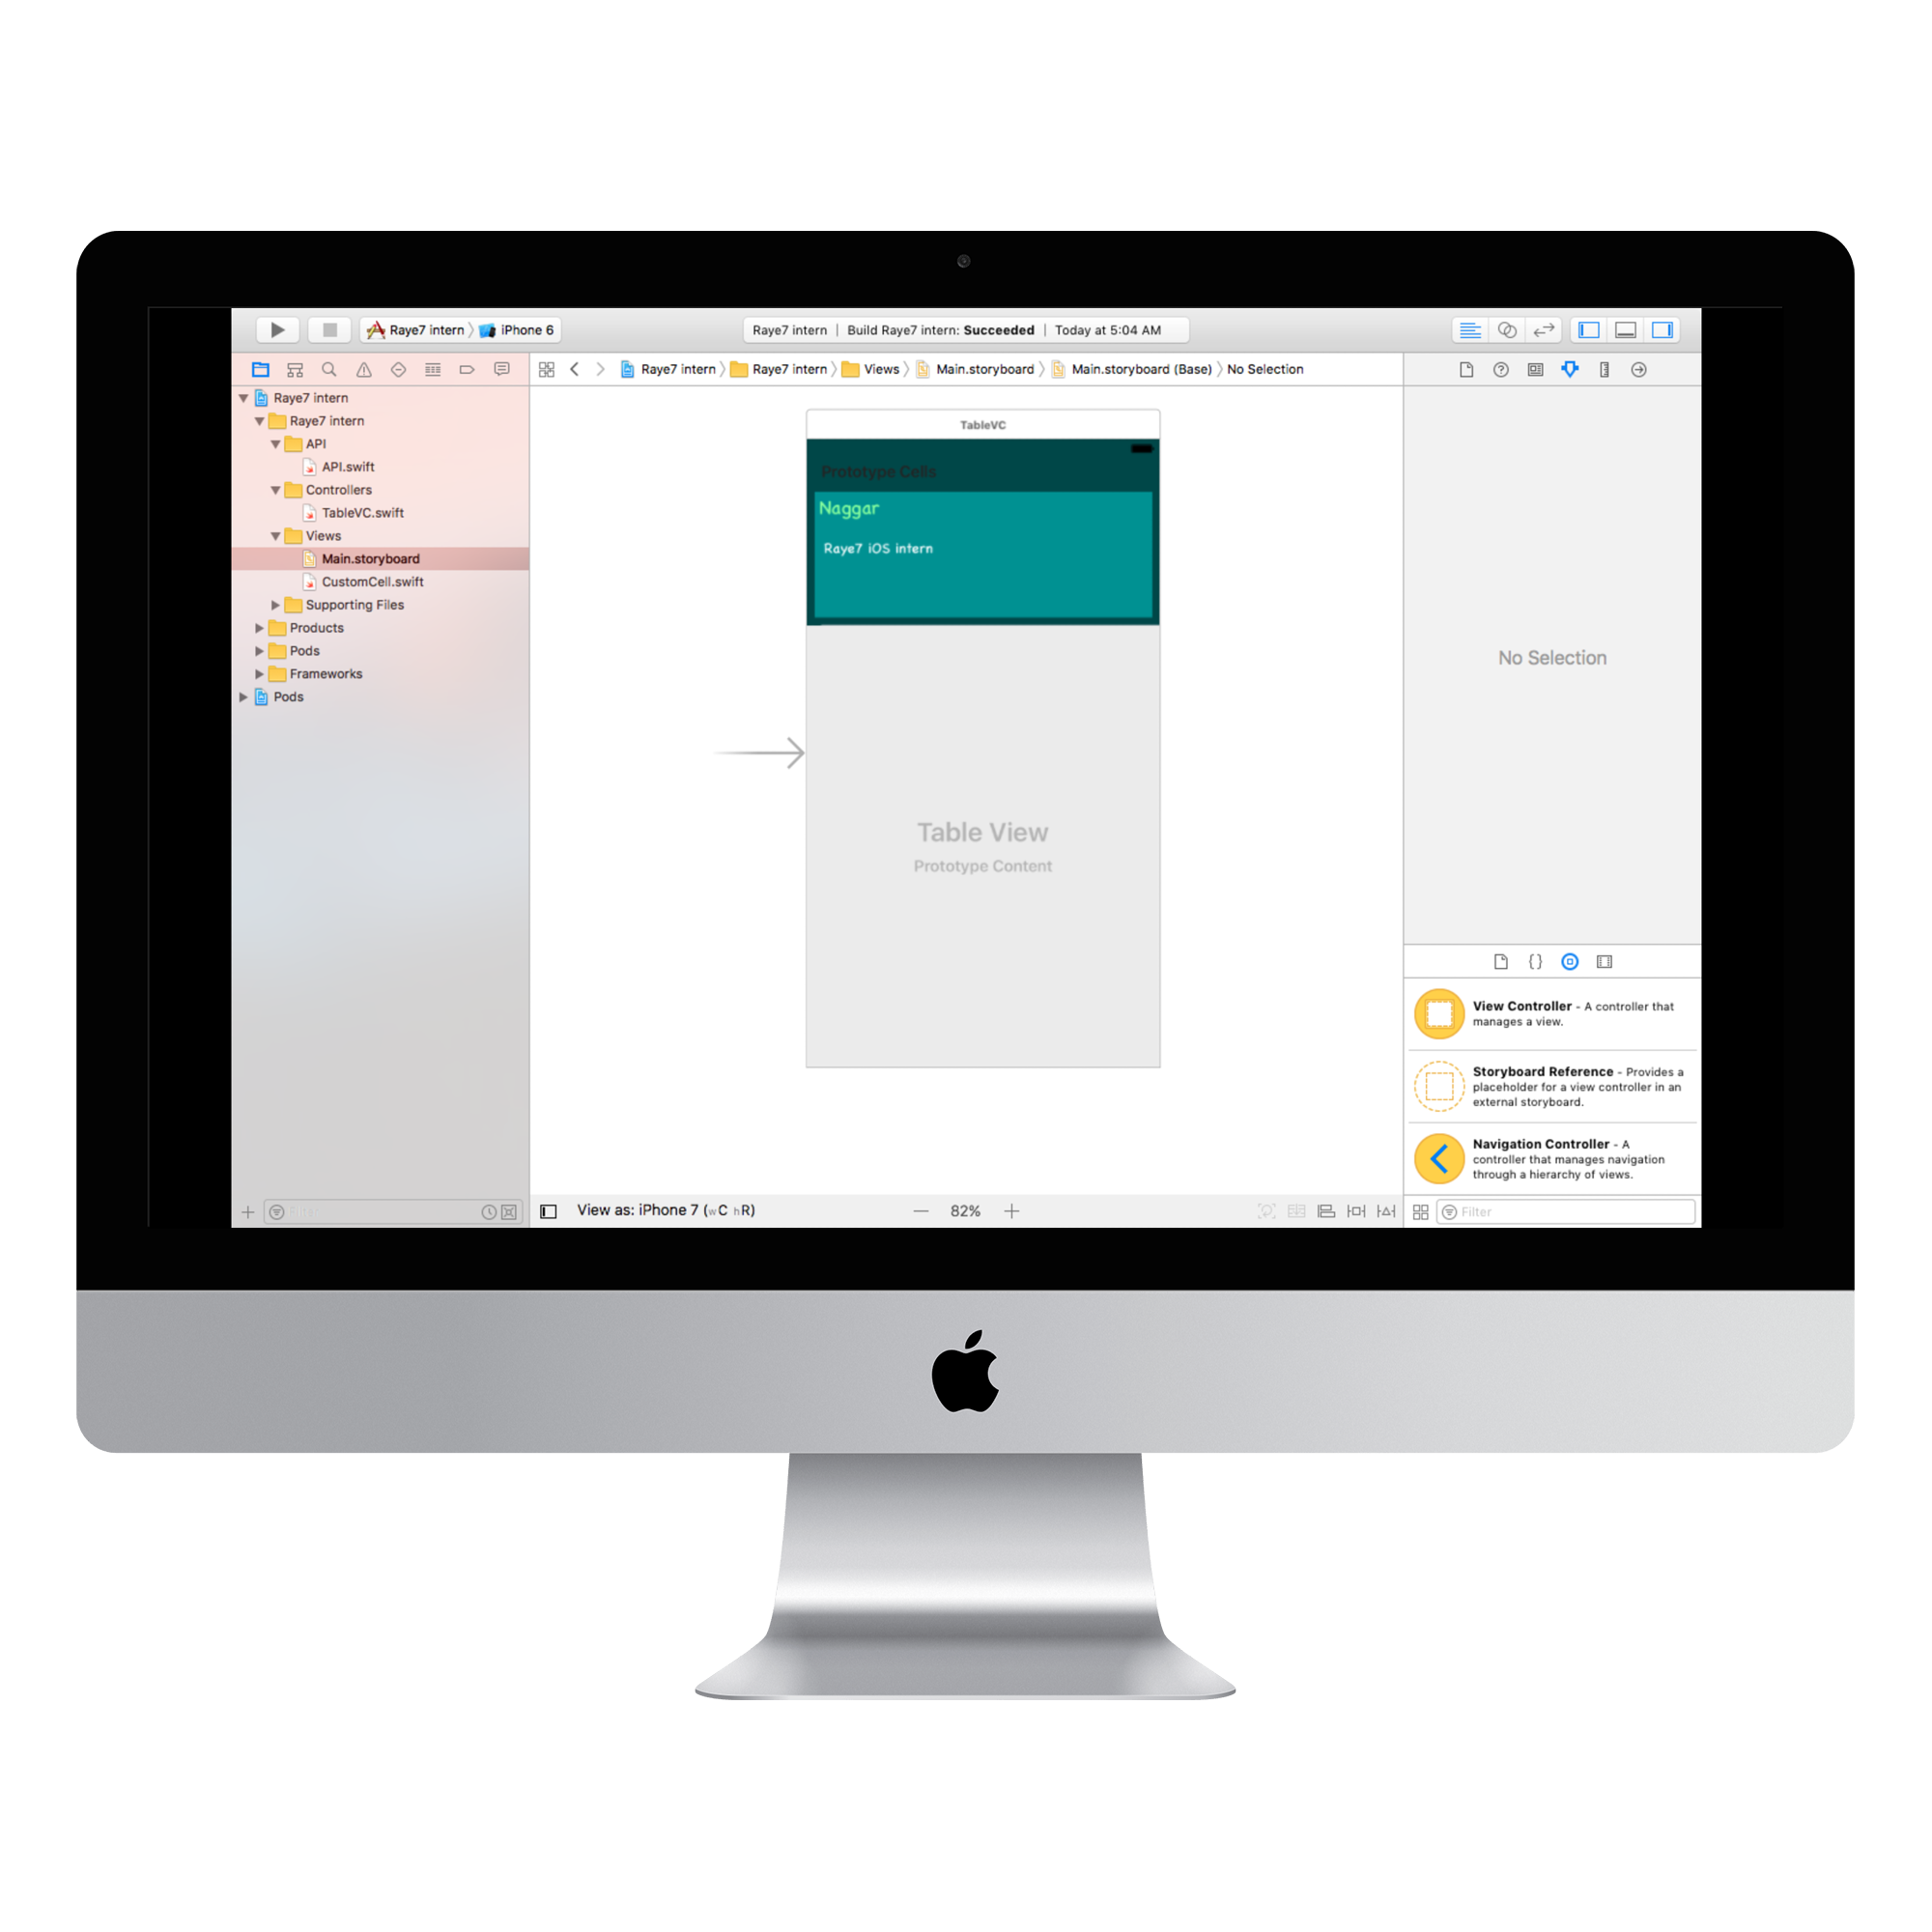 Raye7 intern iPhone 6
Raye7 intern | Build Raye7 intern: Succeeded | Today at 5:04 AM
Raye7 intern Raye7 intern Views Main.storyboard Main.storyboard (Base) No Selection
Raye7 intern
Raye7 intern
API
API.swift
Controllers
TableVC.swift
Views
Main.storyboard
CustomCell.swift
Supporting Files
Products
Pods
Frameworks
Pods
TableVC
Prototype Cells
Naggar
Raye7 iOS intern
Table View
Prototype Content
View as: iPhone 7 (wC hR)
82%
No Selection
View Controller - A controller that
manages a view.
Storyboard Reference - Provides a
placeholder for a view controller in an
external storyboard.
Navigation Controller - A
controller that manages navigation
through a hierarchy of views.
Filter